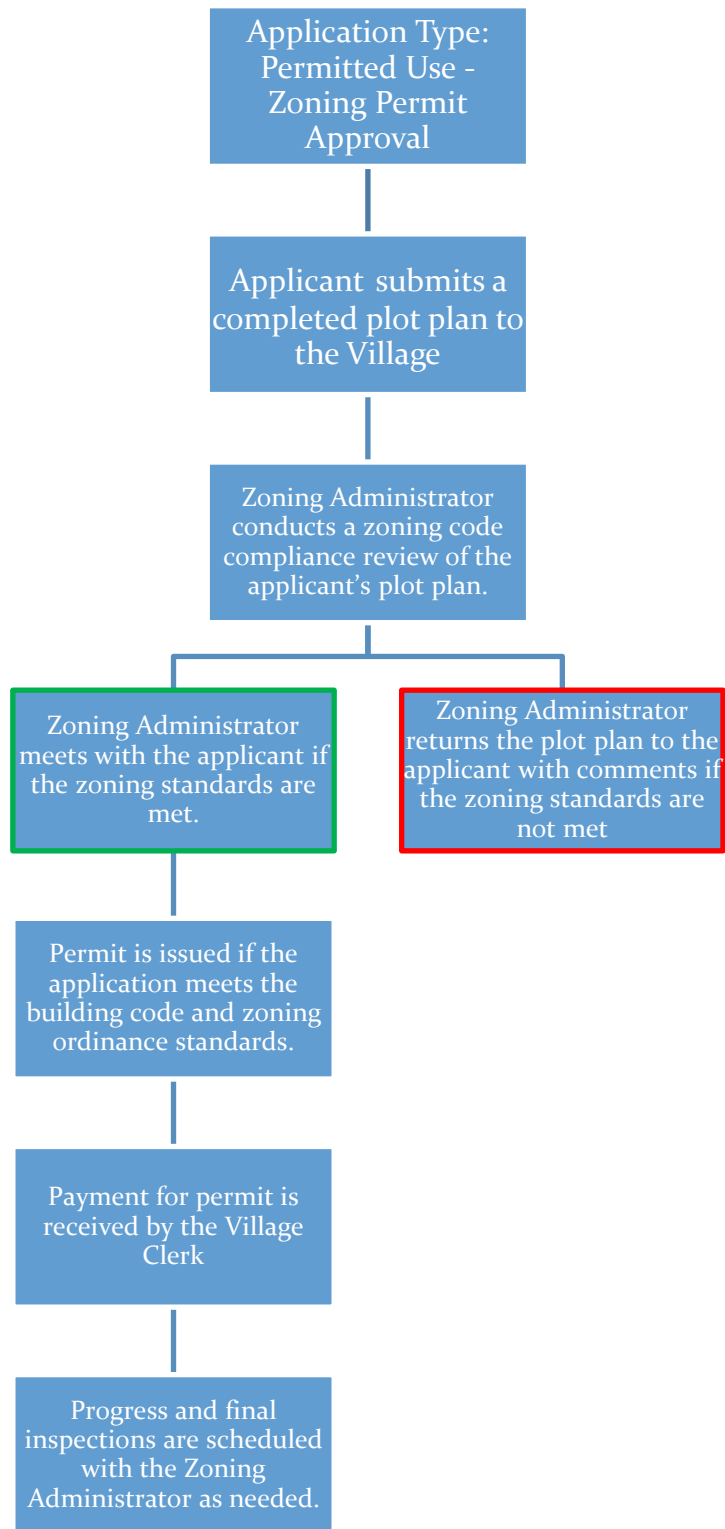 Application Type:
Permitted Use -
Zoning Permit
Approval
Applicant submits a
completed plot plan to
the Village
Zoning Administrator
conducts a zoning code
compliance review of the
applicant’s plot plan.
Zoning Administrator
meets with the applicant if
the zoning standards are
met.
Zoning Administrator
returns the plot plan to the
applicant with comments if
the zoning standards are
not met
Permit is issued if the
application meets the
building code and zoning
ordinance standards.
Payment for permit is
received by the Village
Clerk
Progress and final
inspections are scheduled
with the Zoning
Administrator as needed.